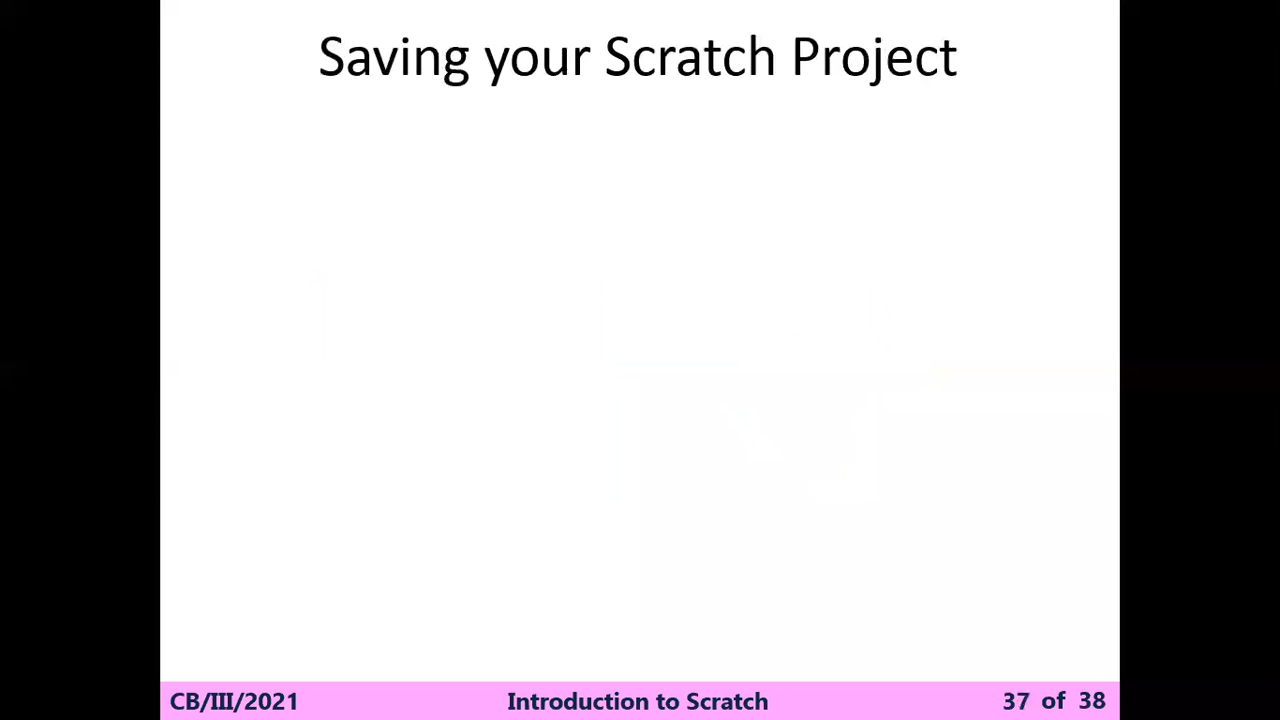 Saving your Scratch Project
CB/III/2021 Introduction to Scratch 37 of 38